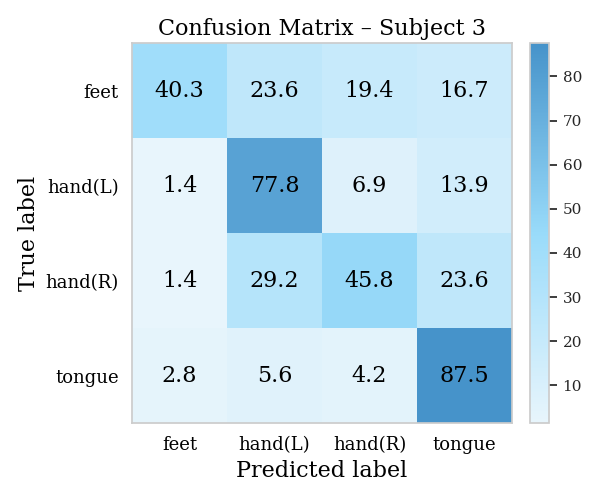 Confusion Matrix – Subject 3
feet 40.3 23.6 19.4 16.7
hand(L) 1.4 77.8 6.9 13.9
hand(R) 1.4 29.2 45.8 23.6
tongue 2.8 5.6 4.2 87.5
feet hand(L) hand(R) tongue
Predicted label
True label
80
70
60
50
40
30
20
10